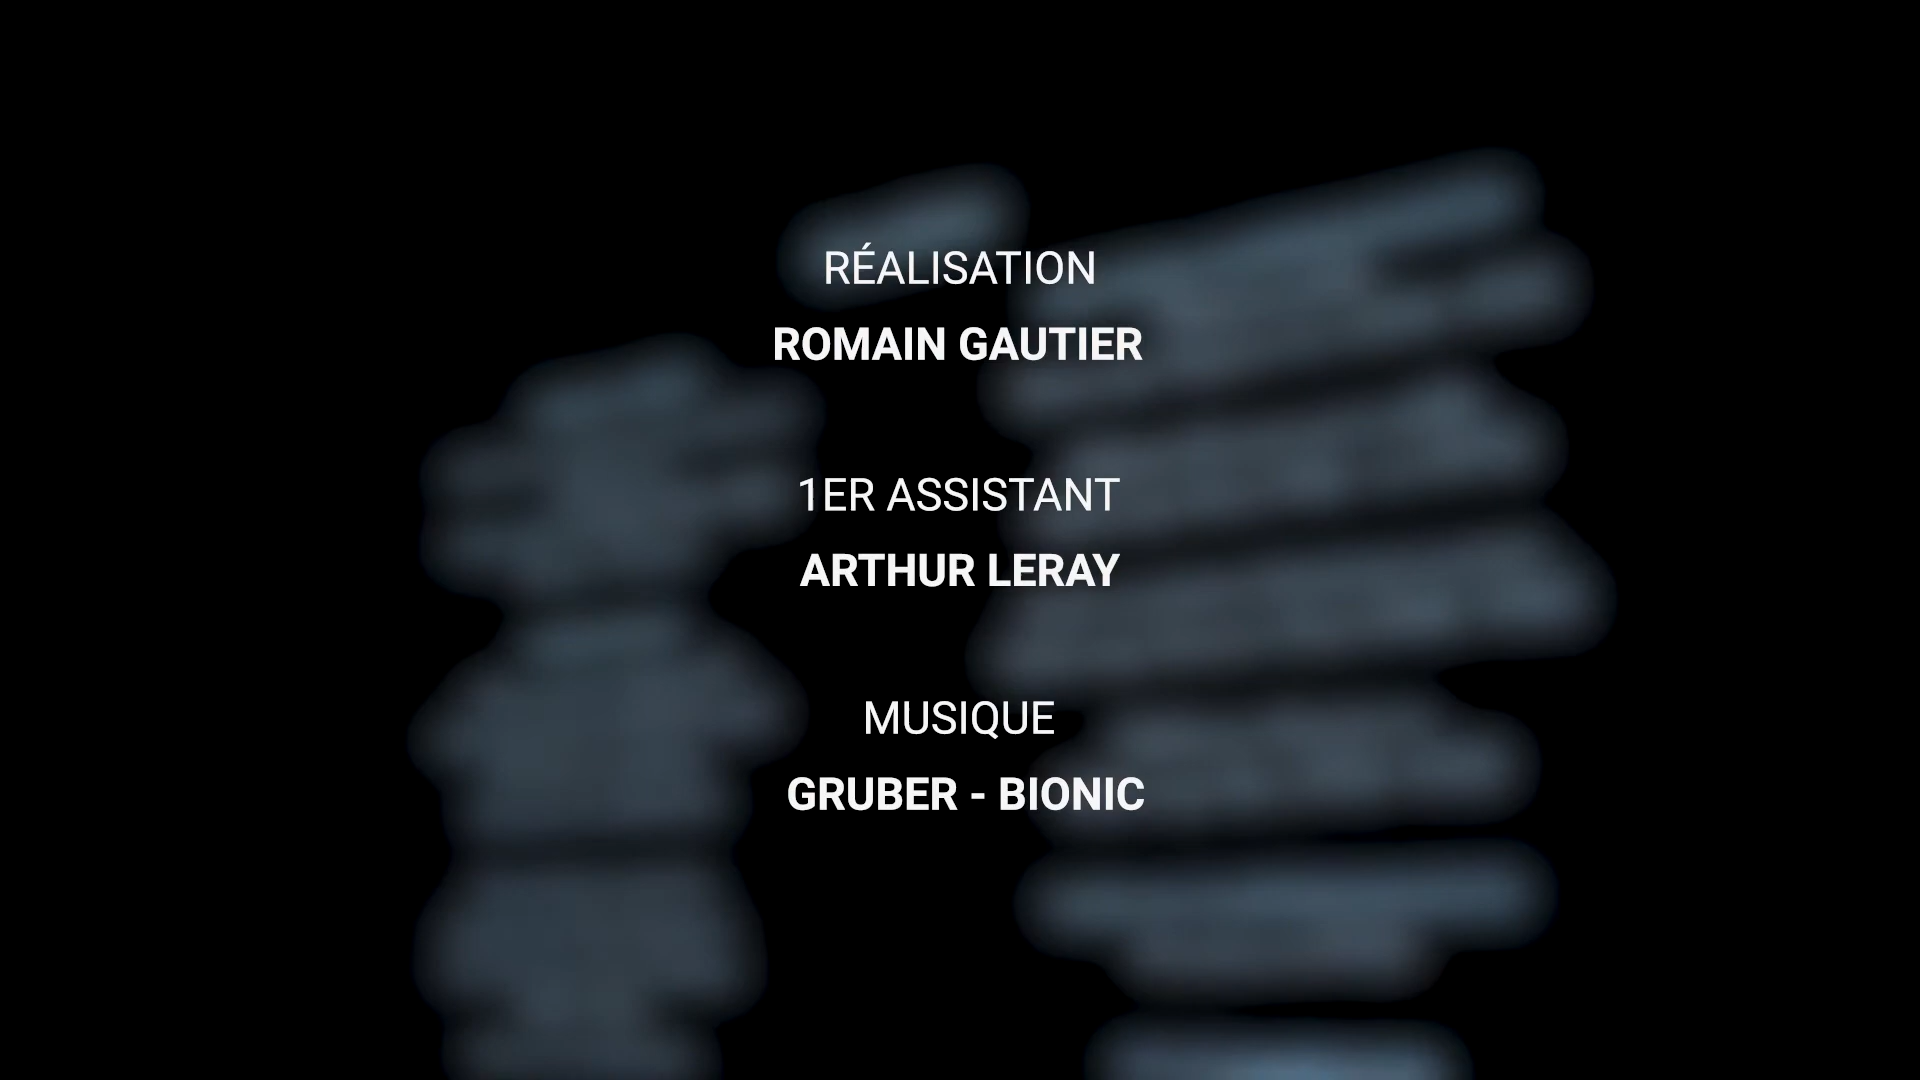 RÉALISATION
ROMAIN GAUTIER
1ER ASSISTANT
ARTHUR LERAY
MUSIQUE
GRUBER - BIONIC